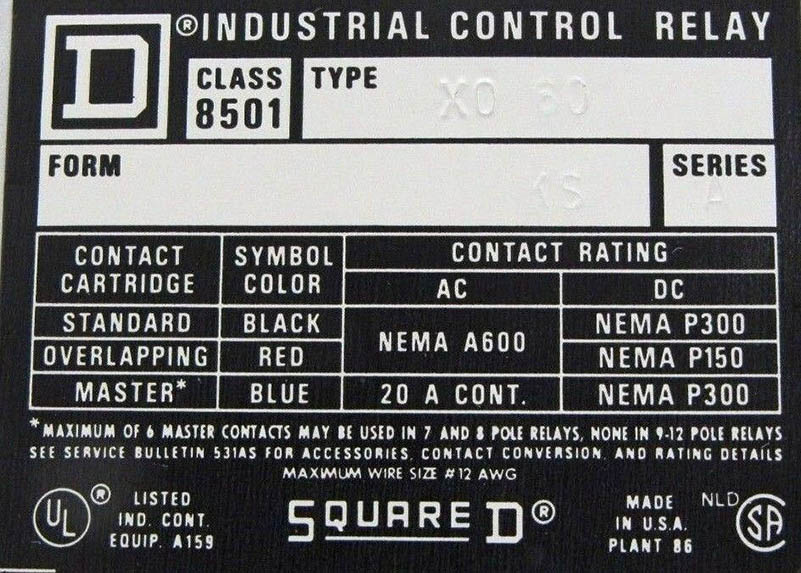 D ® INDUSTRIAL CONTROL RELAY
CLASS 8501 TYPE XO 60
FORM XS SERIES A
CONTACT CARTRIDGE SYMBOL COLOR CONTACT RATING
AC DC
STANDARD BLACK NEMA A600 NEMA P300
OVERLAPPING RED NEMA P150
MASTER* BLUE 20 A CONT. NEMA P300
*MAXIMUM OF 6 MASTER CONTACTS MAY BE USED IN 7 AND 8 POLE RELAYS, NONE IN 9-12 POLE RELAYS
SEE SERVICE BULLETIN 531AS FOR ACCESSORIES, CONTACT CONVERSION, AND RATING DETAILS
MAXIMUM WIRE SIZE #12 AWG
UL ® LISTED
IND. CONT.
EQUIP. A159
SQUARE D ®
MADE
IN U.S.A.
PLANT 86
NLD SA